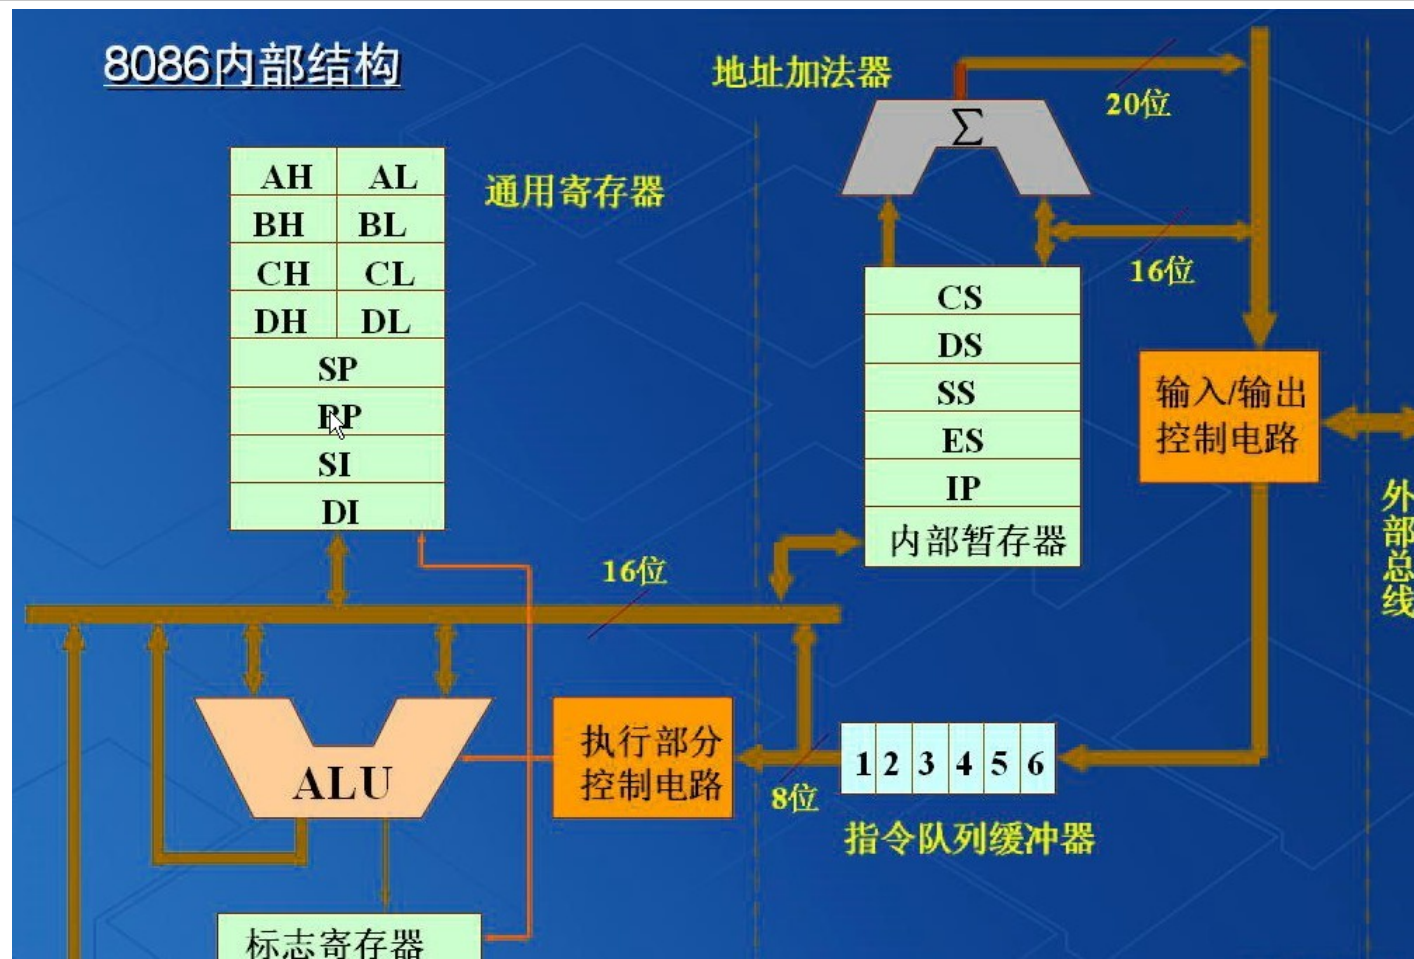 8086内部结构
地址加法器
Σ
20位
AH AL
通用寄存器
BH BL
CH CL
DH DL
SP
SI
DI
16位
CS
DS
SS
ES
IP
内部暂存器
输入/输出
控制电路
外部总线
16位
ALU
执行部分
控制电路
8位
1 2 3 4 5 6
指令队列缓冲器
标志寄存器